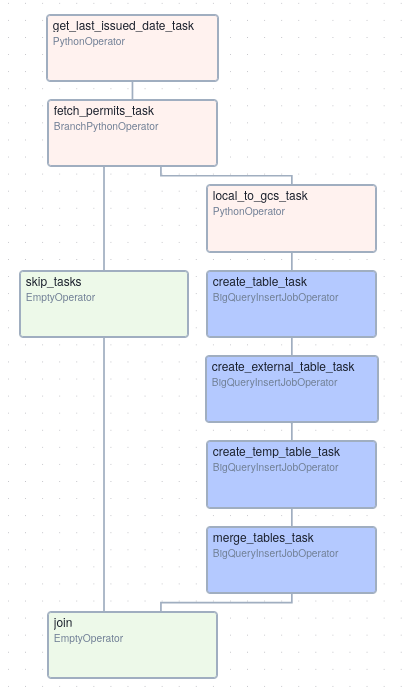 get_last_issued_date_task
PythonOperator
fetch_permits_task
BranchPythonOperator
local_to_gcs_task
PythonOperator
skip_tasks
EmptyOperator
create_table_task
BigQueryInsertJobOperator
create_external_table_task
BigQueryInsertJobOperator
create_temp_table_task
BigQueryInsertJobOperator
merge_tables_task
BigQueryInsertJobOperator
join
EmptyOperator